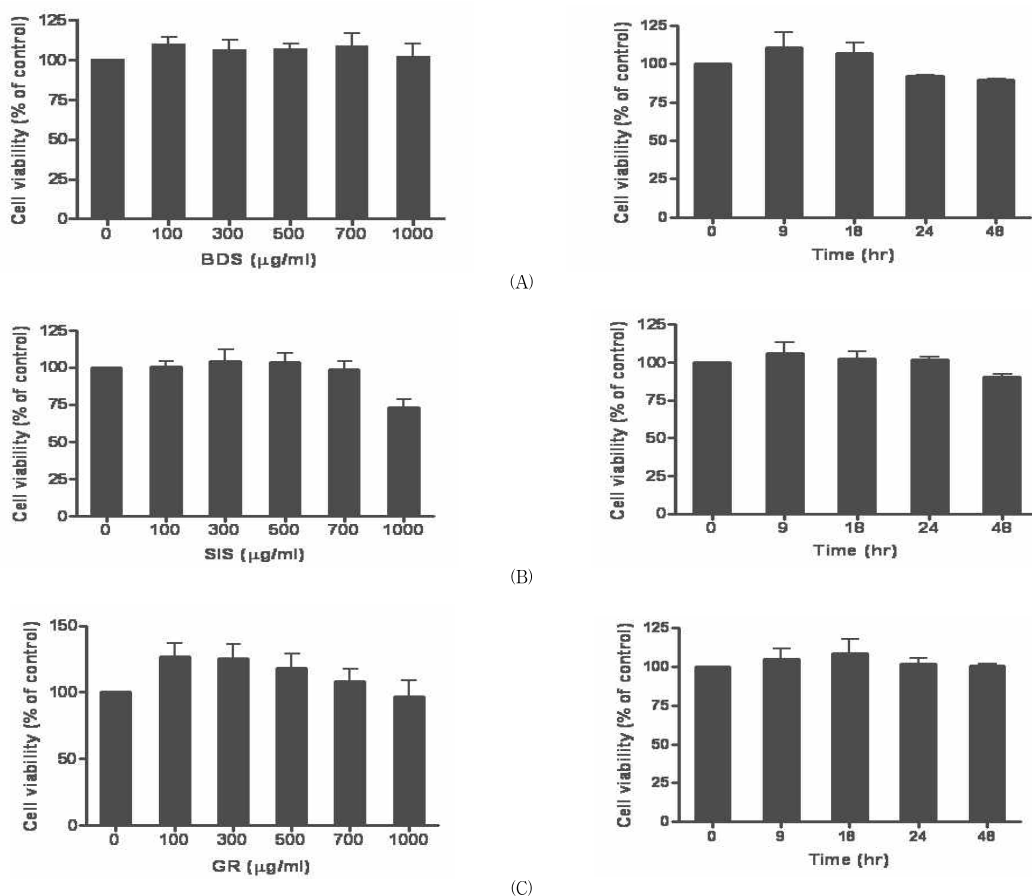 Cell viability (% of control)
125
100
75
50
25
0
0 100 300 500 700 1000
BDS (μg/ml)
Cell viability (% of control)
125
100
75
50
25
0
0 9 18 24 48
Time (hr)
(A)
Cell viability (% of control)
125
100
75
50
25
0
0 100 300 500 700 1000
SIS (μg/ml)
Cell viability (% of control)
125
100
75
50
25
0
0 9 18 24 48
Time (hr)
(B)
Cell viability (% of control)
150
100
50
0
0 100 300 500 700 1000
GR (μg/ml)
Cell viability (% of control)
125
100
75
50
25
0
0 9 18 24 48
Time (hr)
(C)